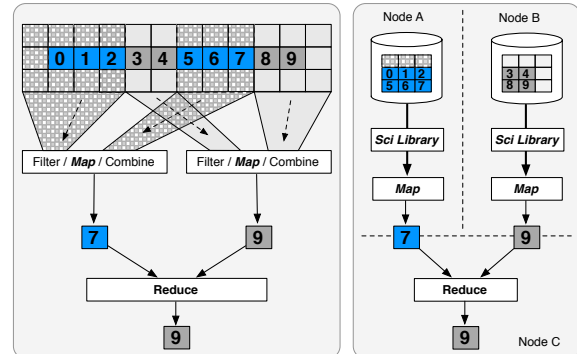 0 1 2 3 4 5 6 7 8 9
Filter / Map / Combine
Filter / Map / Combine
7
9
Reduce
9
Node A
Node B
0 1 2
5 6 7
3 4
8 9
Sci Library
Sci Library
Map
Map
7
9
Reduce
9
Node C